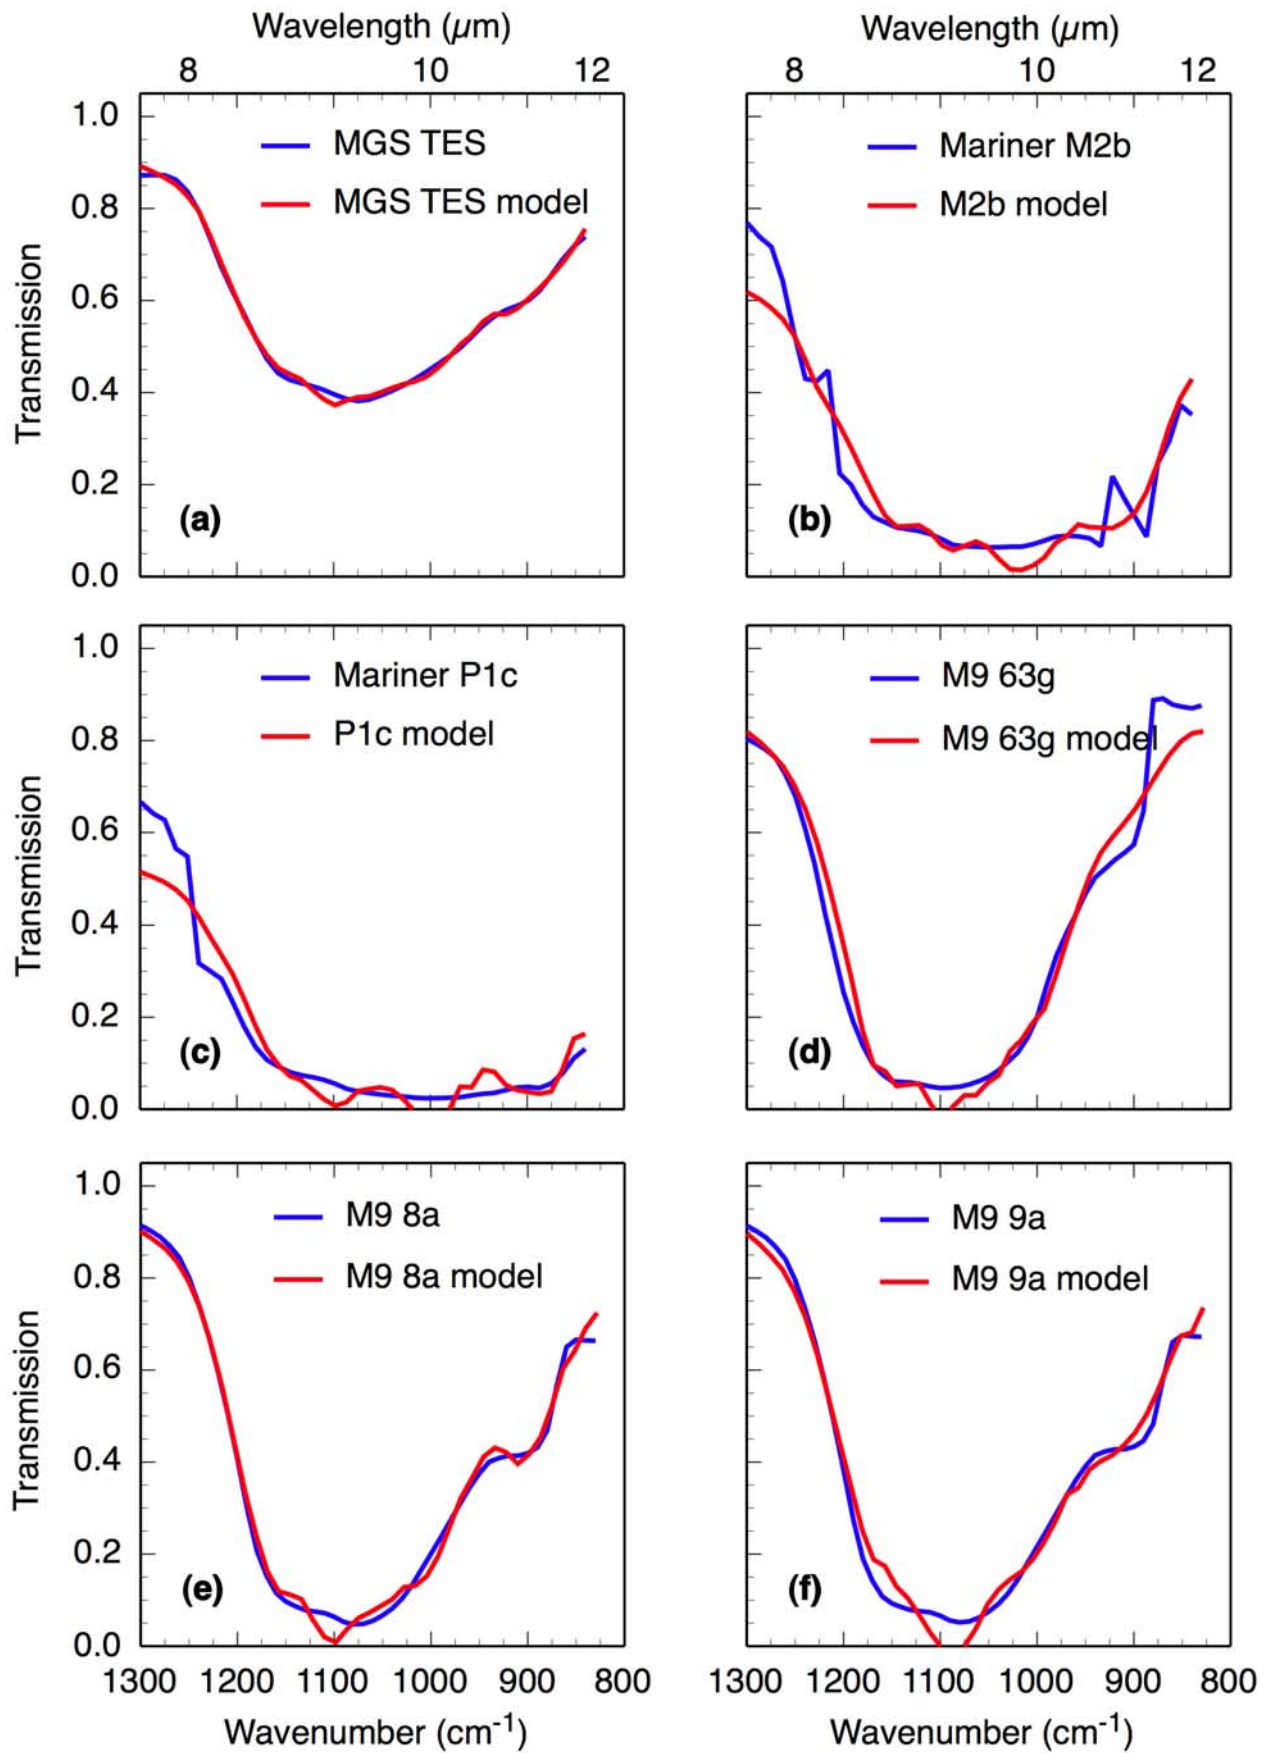 Wavelength (µm)
Wavelength (µm)
8 10 12
8 10 12
1.0
0.8
0.6
0.4
0.2
0.0
Transmission
MGS TES
MGS TES model
(a)
Mariner M2b
M2b model
(b)
1.0
0.8
0.6
0.4
0.2
0.0
Transmission
Mariner P1c
P1c model
(c)
M9 63g
M9 63g model
(d)
1.0
0.8
0.6
0.4
0.2
0.0
Transmission
M9 8a
M9 8a model
(e)
M9 9a
M9 9a model
(f)
1300 1200 1100 1000 900 800
1300 1200 1100 1000 900 800
Wavenumber (cm⁻¹)
Wavenumber (cm⁻¹)